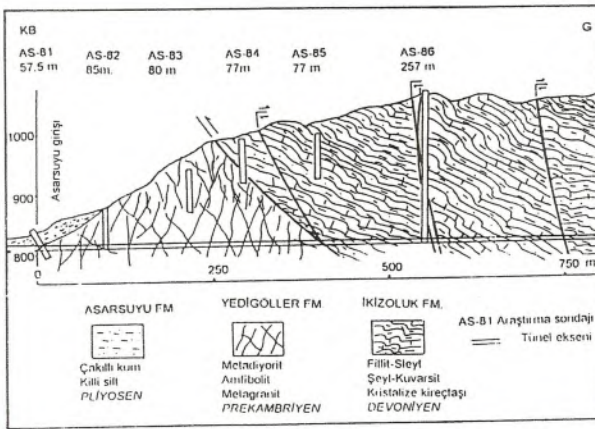 KB
G
AS-81 AS-82 AS-83 AS-84 AS-85 AS-86
57.5 m 85m. 80 m 77m 77 m 257 m
Asarsuyu girişi
1000
900
800
0 250 500 750 m
ASARSUYU FM.
Çakıllı kum
Killi silt
PLİYOSEN
YEDİGÖLLER FM.
Metadiyorit
Amfibolit
Metagranit
PREKAMBRİYEN
İKİZOLUK FM.
Fillit-Sleyt
Şeyl-Kuvarsit
Kristalize kireçtaşı
DEVONİYEN
AS-81 Araştırma sondajı
Tünel ekseni